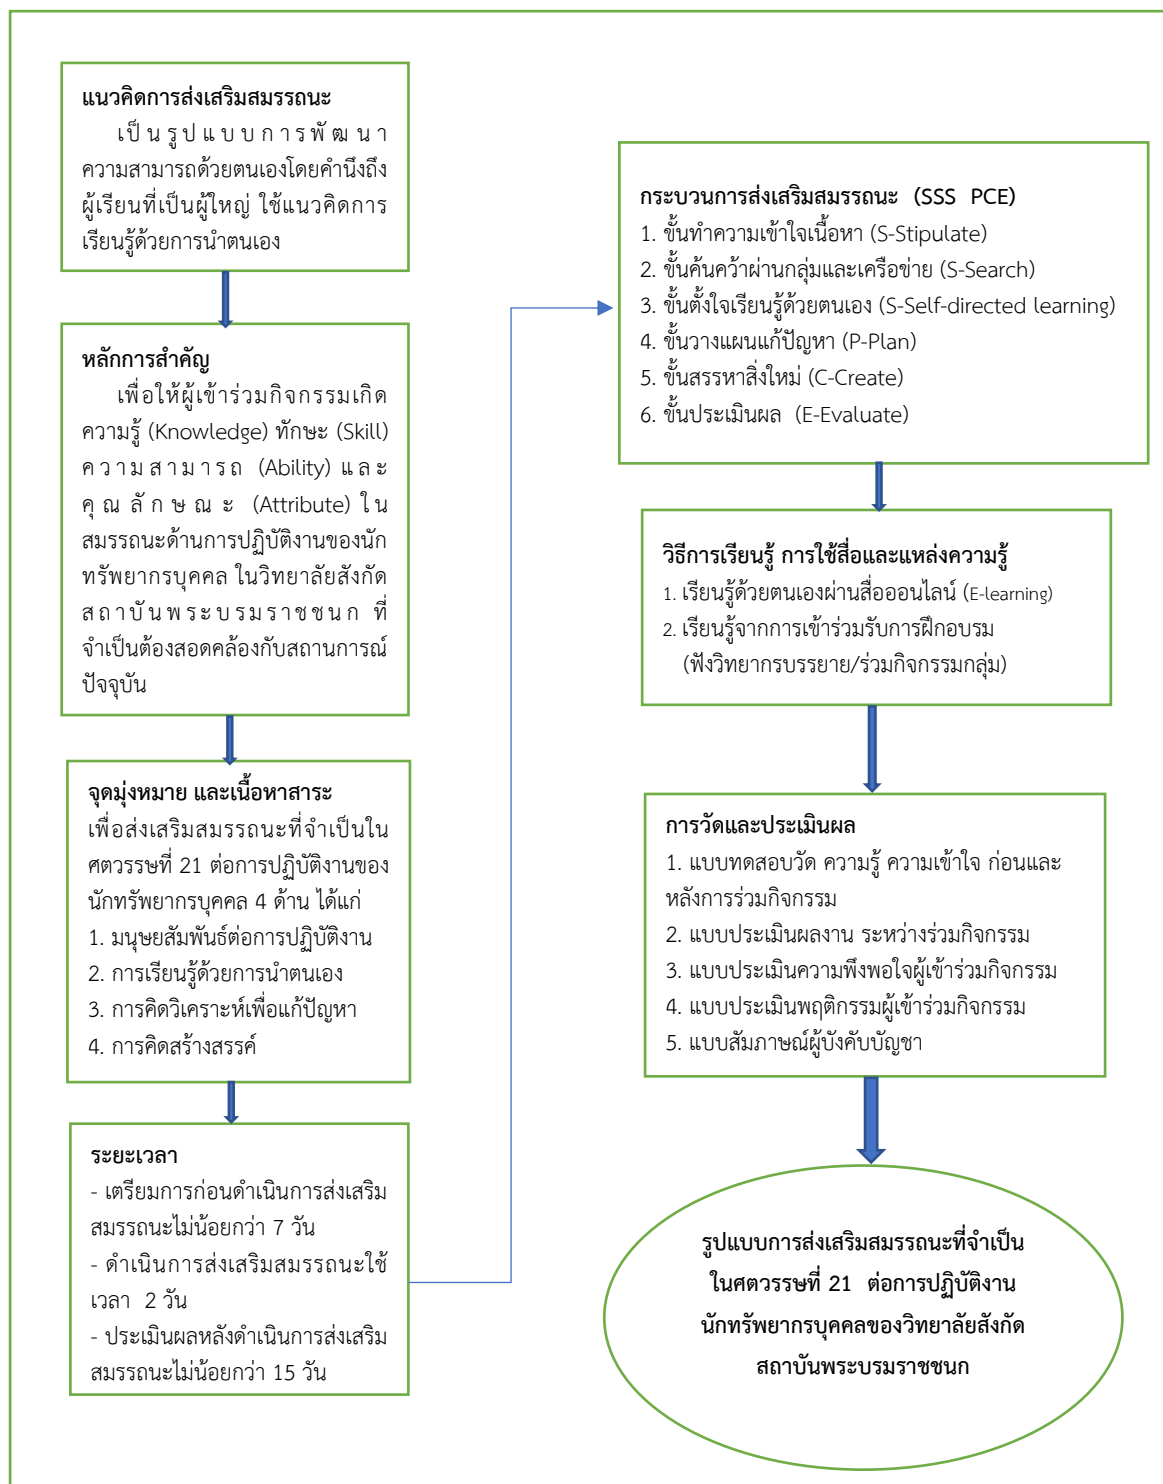 แนวคิดการส่งเสริมสมรรถนะ
เป็นรูปแบบการพัฒนา
ความสามารถด้วยตนเองโดยคำนึงถึง
ผู้เรียนที่เป็นผู้ใหญ่ ใช้แนวคิดการ
เรียนรู้ด้วยการนำตนเอง
หลักการสำคัญ
เพื่อให้ผู้เข้าร่วมกิจกรรมเกิด
ความรู้ (Knowledge) ทักษะ (Skill)
ความสามารถ (Ability) และ
คุณลักษณะ (Attribute) ใน
สมรรถนะด้านการปฏิบัติงานของนัก
ทรัพยากรบุคคล ในวิทยาลัยสังกัด
สถาบันพระบรมราชชนก ที่
จำเป็นต้องสอดคล้องกับสถานการณ์
ปัจจุบัน
จุดมุ่งหมาย และเนื้อหาสาระ
เพื่อส่งเสริมสมรรถนะที่จำเป็นใน
ศตวรรษที่ 21 ต่อการปฏิบัติงานของ
นักทรัพยากรบุคคล 4 ด้าน ได้แก่
1. มนุษยสัมพันธ์ต่อการปฏิบัติงาน
2. การเรียนรู้ด้วยการนำตนเอง
3. การคิดวิเคราะห์เพื่อแก้ปัญหา
4. การคิดสร้างสรรค์
ระยะเวลา
- เตรียมการก่อนดำเนินการส่งเสริม
สมรรถนะไม่น้อยกว่า 7 วัน
- ดำเนินการส่งเสริมสมรรถนะใช้
เวลา 2 วัน
- ประเมินผลหลังดำเนินการส่งเสริม
สมรรถนะไม่น้อยกว่า 15 วัน
กระบวนการส่งเสริมสมรรถนะ (SSS PCE)
1. ขั้นทำความเข้าใจเนื้อหา (S-Stipulate)
2. ขั้นค้นคว้าผ่านกลุ่มและเครือข่าย (S-Search)
3. ขั้นตั้งใจเรียนรู้ด้วยตนเอง (S-Self-directed learning)
4. ขั้นวางแผนแก้ปัญหา (P-Plan)
5. ขั้นสรรหาสิ่งใหม่ (C-Create)
6. ขั้นประเมินผล (E-Evaluate)
วิธีการเรียนรู้ การใช้สื่อและแหล่งความรู้
1. เรียนรู้ด้วยตนเองผ่านสื่อออนไลน์ (E-learning)
2. เรียนรู้จากการเข้าร่วมรับการฝึกอบรม
(ฟังวิทยากรบรรยาย/ร่วมกิจกรรมกลุ่ม)
การวัดและประเมินผล
1. แบบทดสอบวัด ความรู้ ความเข้าใจ ก่อนและ
หลังการร่วมกิจกรรม
2. แบบประเมินผลงาน ระหว่างร่วมกิจกรรม
3. แบบประเมินความพึงพอใจผู้เข้าร่วมกิจกรรม
4. แบบประเมินพฤติกรรมผู้เข้าร่วมกิจกรรม
5. แบบสัมภาษณ์ผู้บังคับบัญชา
รูปแบบการส่งเสริมสมรรถนะที่จำเป็น
ในศตวรรษที่ 21 ต่อการปฏิบัติงาน
นักทรัพยากรบุคคลของวิทยาลัยสังกัด
สถาบันพระบรมราชชนก